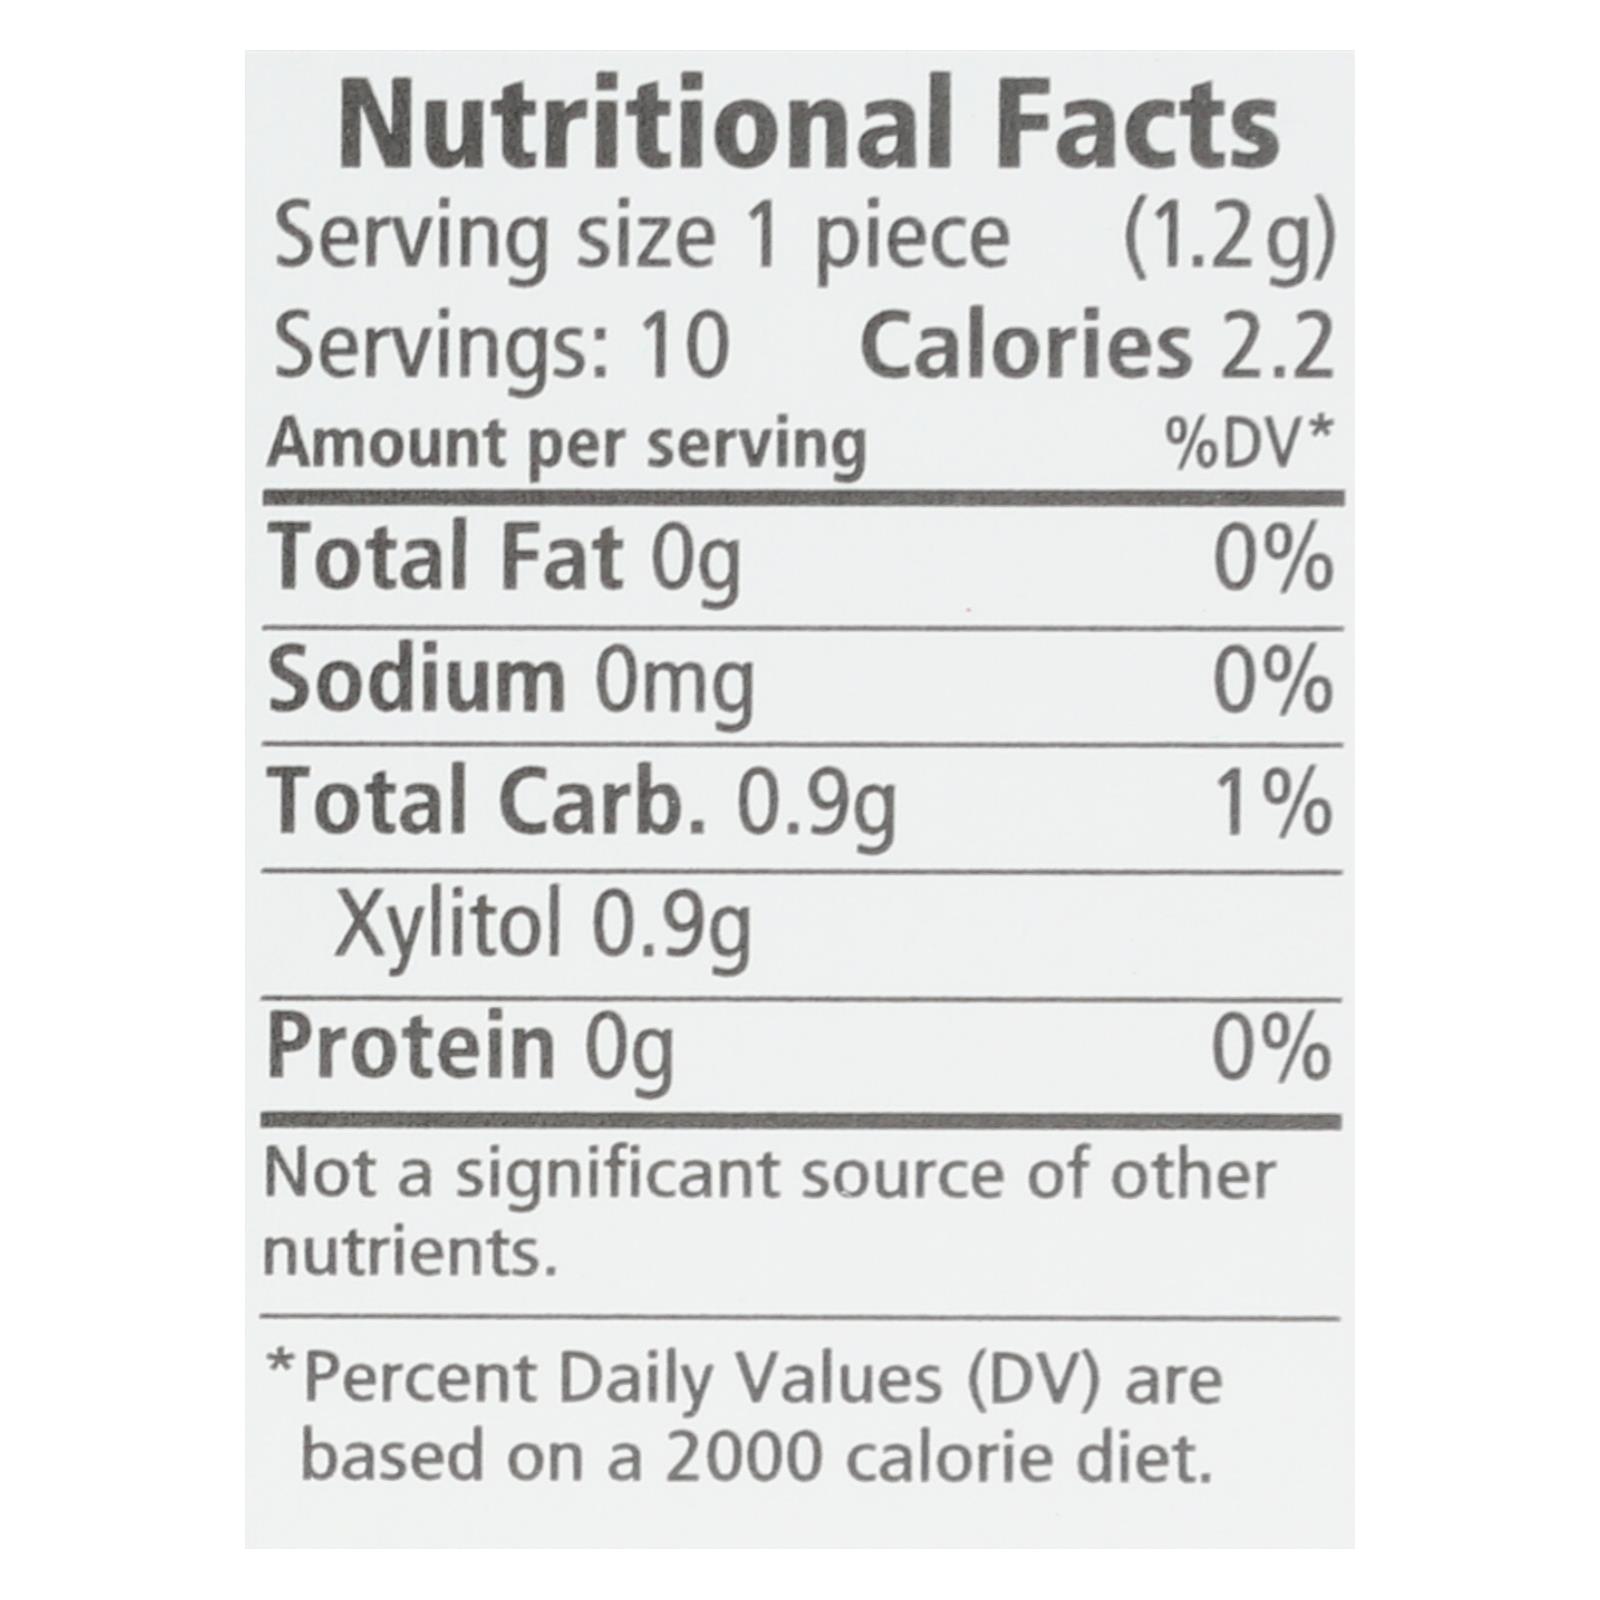 Nutritional Facts
Serving size 1 piece (1.2g)
Servings: 10 Calories 2.2
Amount per serving %DV*
Total Fat 0g 0%
Sodium 0mg 0%
Total Carb. 0.9g 1%
Xylitol 0.9g
Protein 0g 0%
Not a significant source of other
nutrients.
*Percent Daily Values (DV) are
based on a 2000 calorie diet.